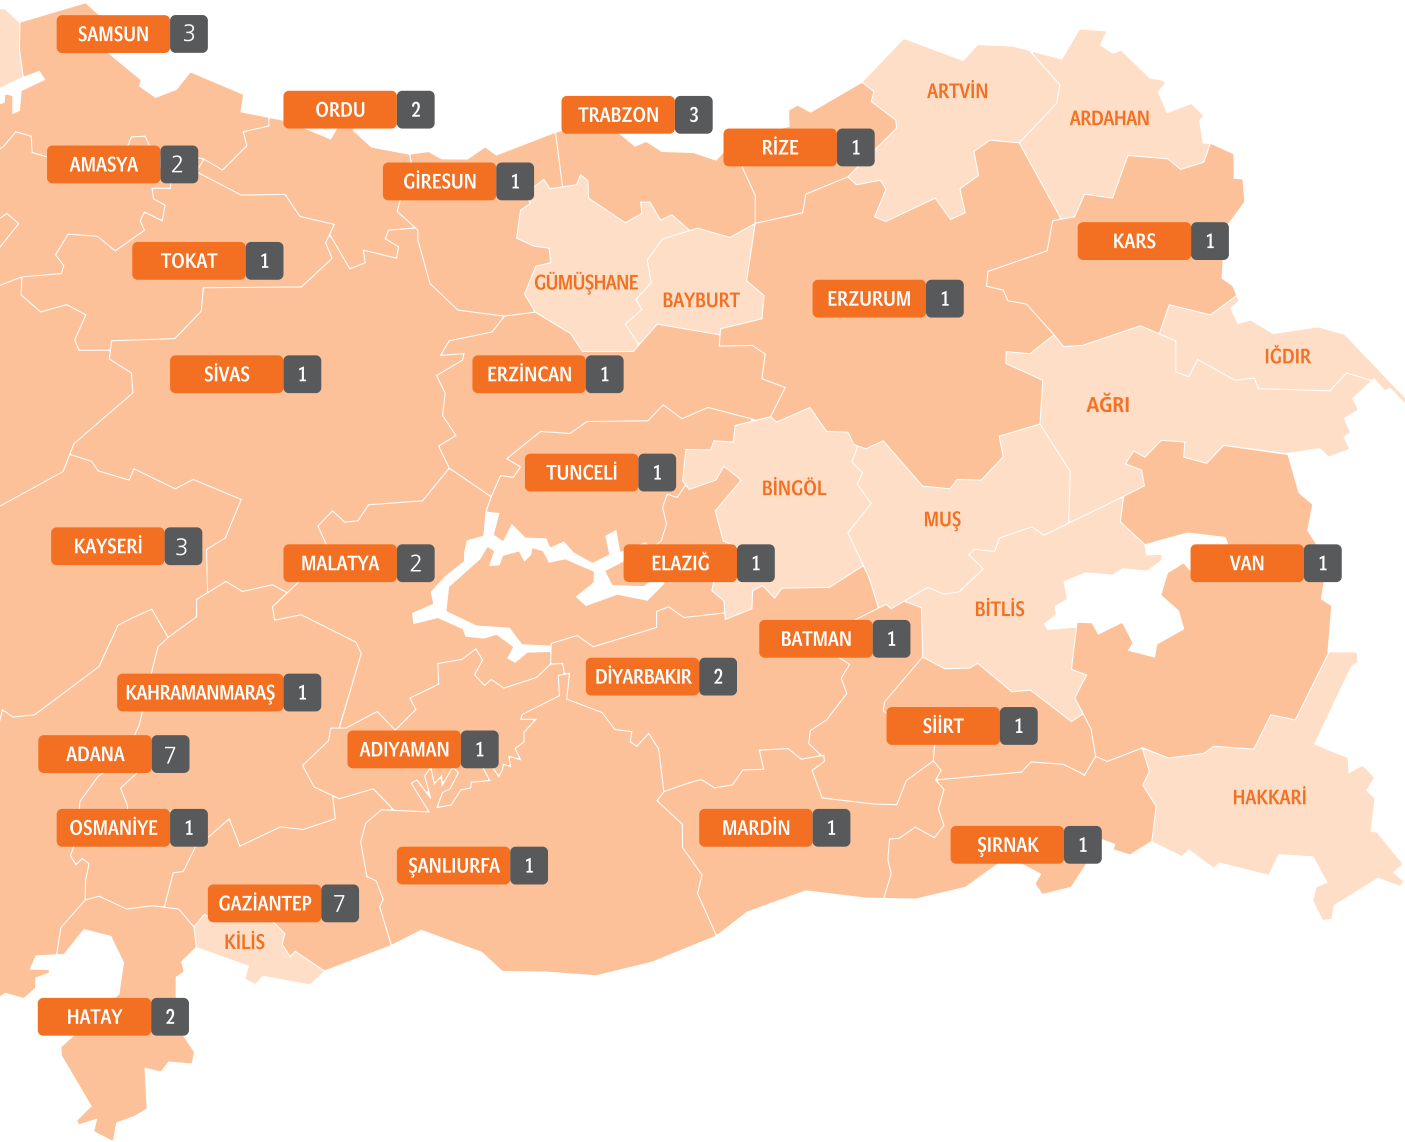 SAMSUN 3
ORDU 2
TRABZON 3
ARTVİN
ARDAHAN
RİZE 1
AMASYA 2
GİRESUN 1
KARS 1
TOKAT 1
GÜMÜŞHANE
BAYBURT
ERZURUM 1
IĞDIR
SİVAS 1
ERZİNCAN 1
AĞRI
TUNCELİ 1
BİNGÖL
MUŞ
KAYSERİ 3
MALATYA 2
ELAZIĞ 1
VAN 1
BİTLİS
BATMAN 1
DİYARBAKIR 2
KAHRAMANMARAŞ 1
SİİRT 1
ADANA 7
ADIYAMAN 1
HAKKARİ
OSMANİYE 1
MARDİN 1
ŞIRNAK 1
ŞANLIURFA 1
GAZİANTEP 7
KİLİS
HATAY 2